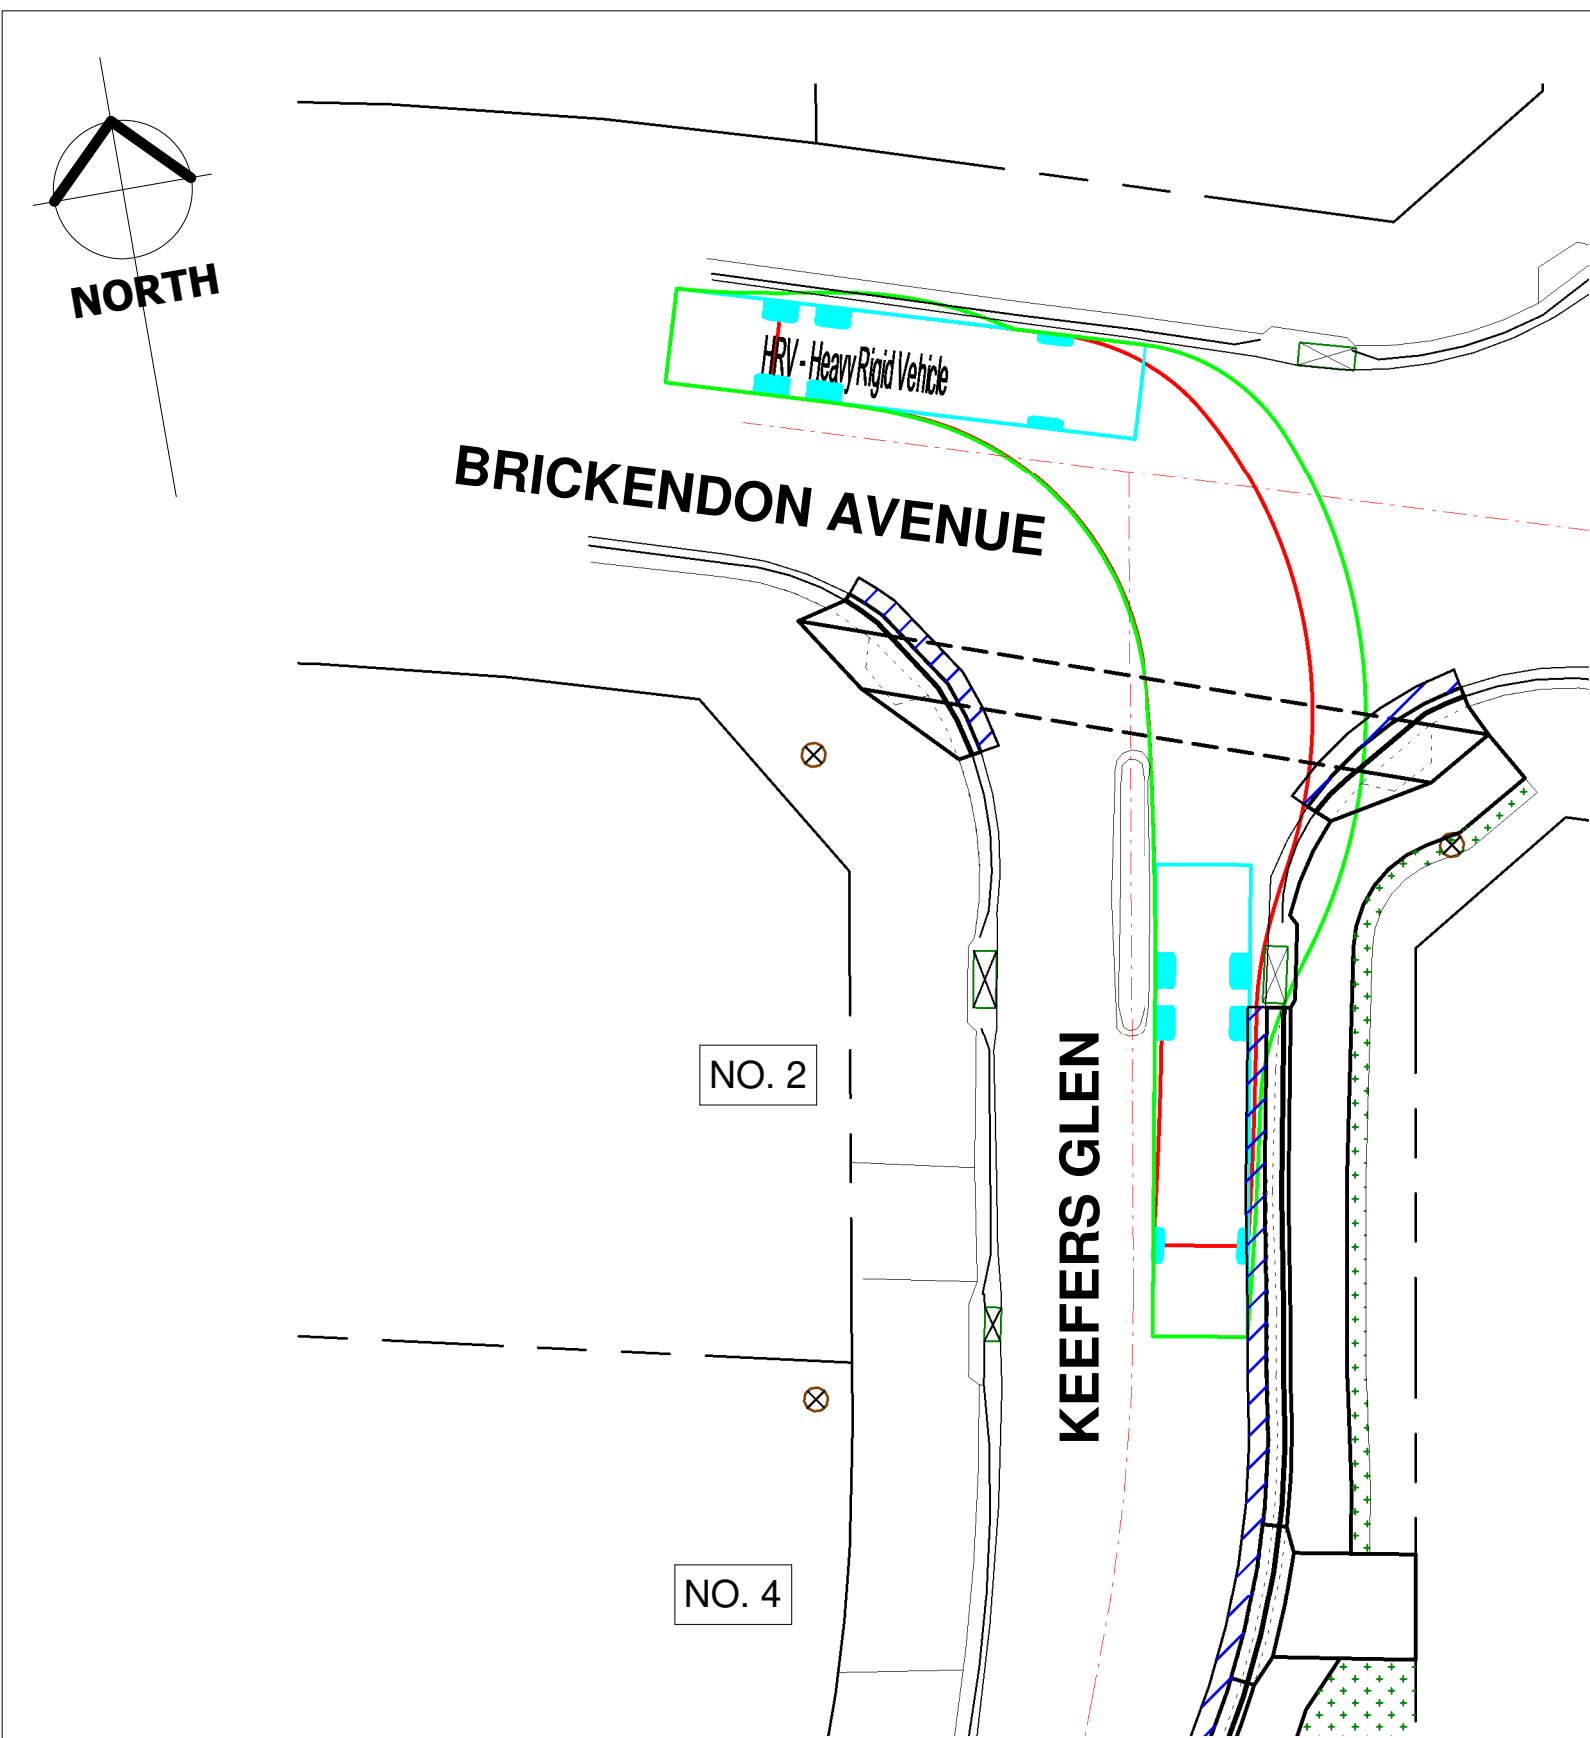 NORTH
HRV - Heavy Rigid Vehicle
BRICKENDON AVENUE
NO. 2
KEEFERS GLEN
NO. 4